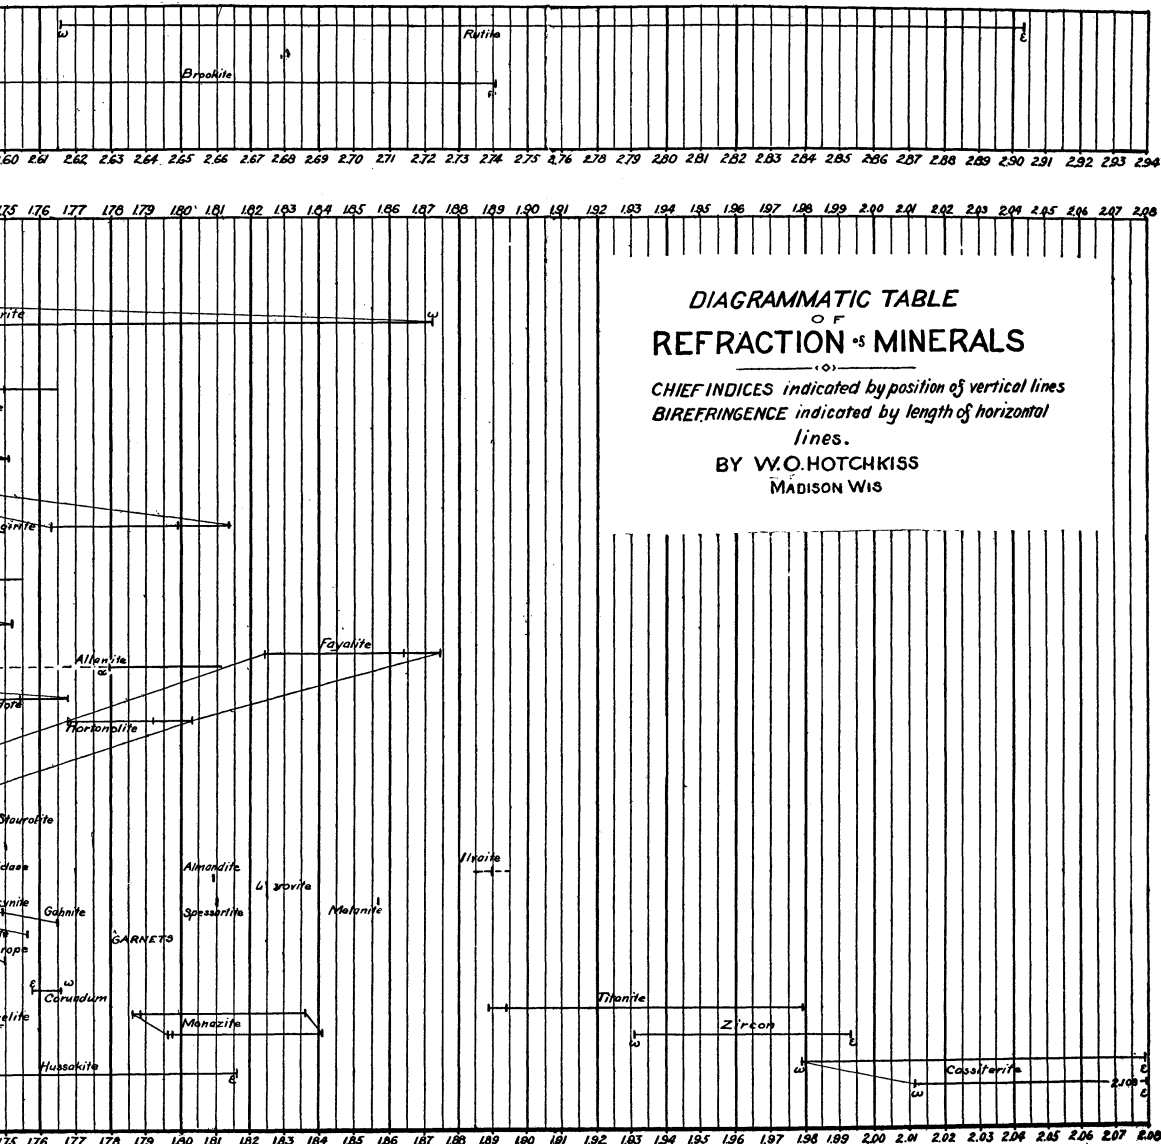 ω Rutile ε
Brookite
2.60 2.61 2.62 2.63 2.64 2.65 2.66 2.67 2.68 2.69 2.70 2.71 2.72 2.73 2.74 2.75 2.76 2.78 2.79 2.80 2.81 2.82 2.83 2.84 2.85 2.86 2.87 2.88 2.89 2.90 2.91 2.92 2.93 2.94
1.75 1.76 1.77 1.78 1.79 1.80 1.81 1.82 1.83 1.84 1.85 1.86 1.87 1.88 1.89 1.90 1.91 1.92 1.93 1.94 1.95 1.96 1.97 1.98 1.99 2.00 2.01 2.02 2.03 2.04 2.05 2.06 2.07 2.08
DIAGRAMMATIC TABLE
OF
REFRACTION OF MINERALS
CHIEF INDICES indicated by position of vertical lines
BIREFRINGENCE indicated by length of horizontal
lines.
BY W.O. HOTCHKISS
MADISON WIS
rite ω
girite
Fayalite
Allanite
α
Hortonolite
Staurolite
Ilvaite
Almandite
clase
Gahnite
Spessartite
Melanite
GARNETS
rope
ε ω
Corundum
Titanite
elite
Monazite
Zircon
ω ε
Hussakite
ε
ω Cassiterite ε
ω 2.108 ε
1.75 1.76 1.77 1.78 1.79 1.80 1.81 1.82 1.83 1.84 1.85 1.86 1.87 1.88 1.89 1.90 1.91 1.92 1.93 1.94 1.95 1.96 1.97 1.98 1.99 2.00 2.01 2.02 2.03 2.04 2.05 2.06 2.07 2.08